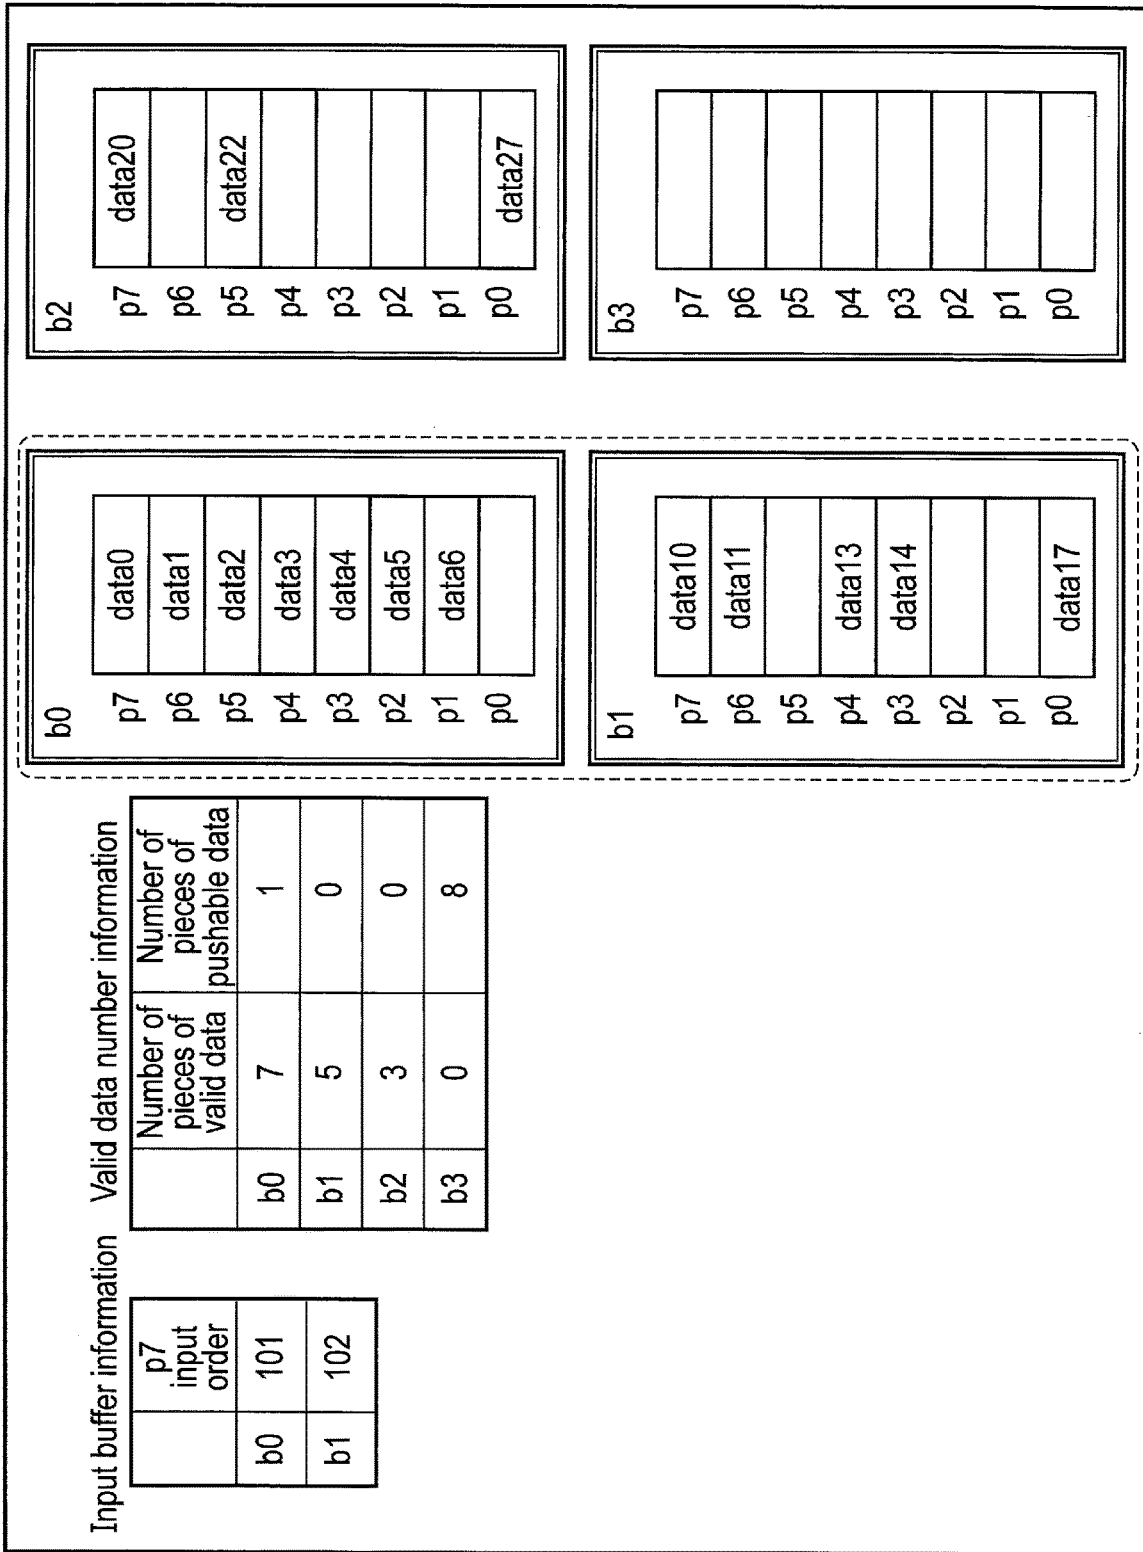 Input buffer information
p7
input
order
b0 101
b1 102
Valid data number information
Number of
pieces of
valid data
Number of
pieces of
pushable data
b0 7 1
b1 5 0
b2 3 0
b3 0 8
b0
p7 data0
p6 data1
p5 data2
p4 data3
p3 data4
p2 data5
p1 data6
p0
b1
p7 data10
p6 data11
p5
p4 data13
p3 data14
p2
p1
p0 data17
b2
p7 data20
p6
p5 data22
p4
p3
p2
p1
p0 data27
b3
p7
p6
p5
p4
p3
p2
p1
p0